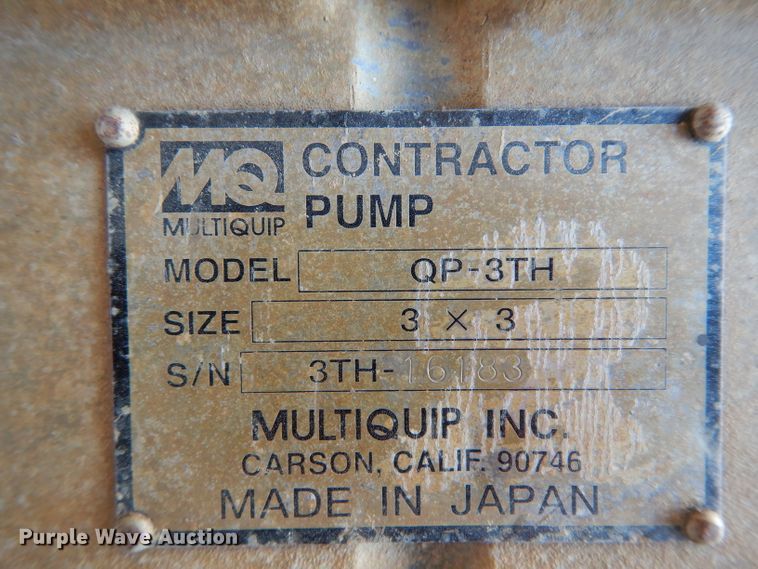 MQ CONTRACTOR
MULTIQUIP PUMP
MODEL QP-3TH
SIZE 3 × 3
S/N 3TH-16183
MULTIQUIP INC.
CARSON, CALIF. 90746
MADE IN JAPAN
Purple Wave Auction